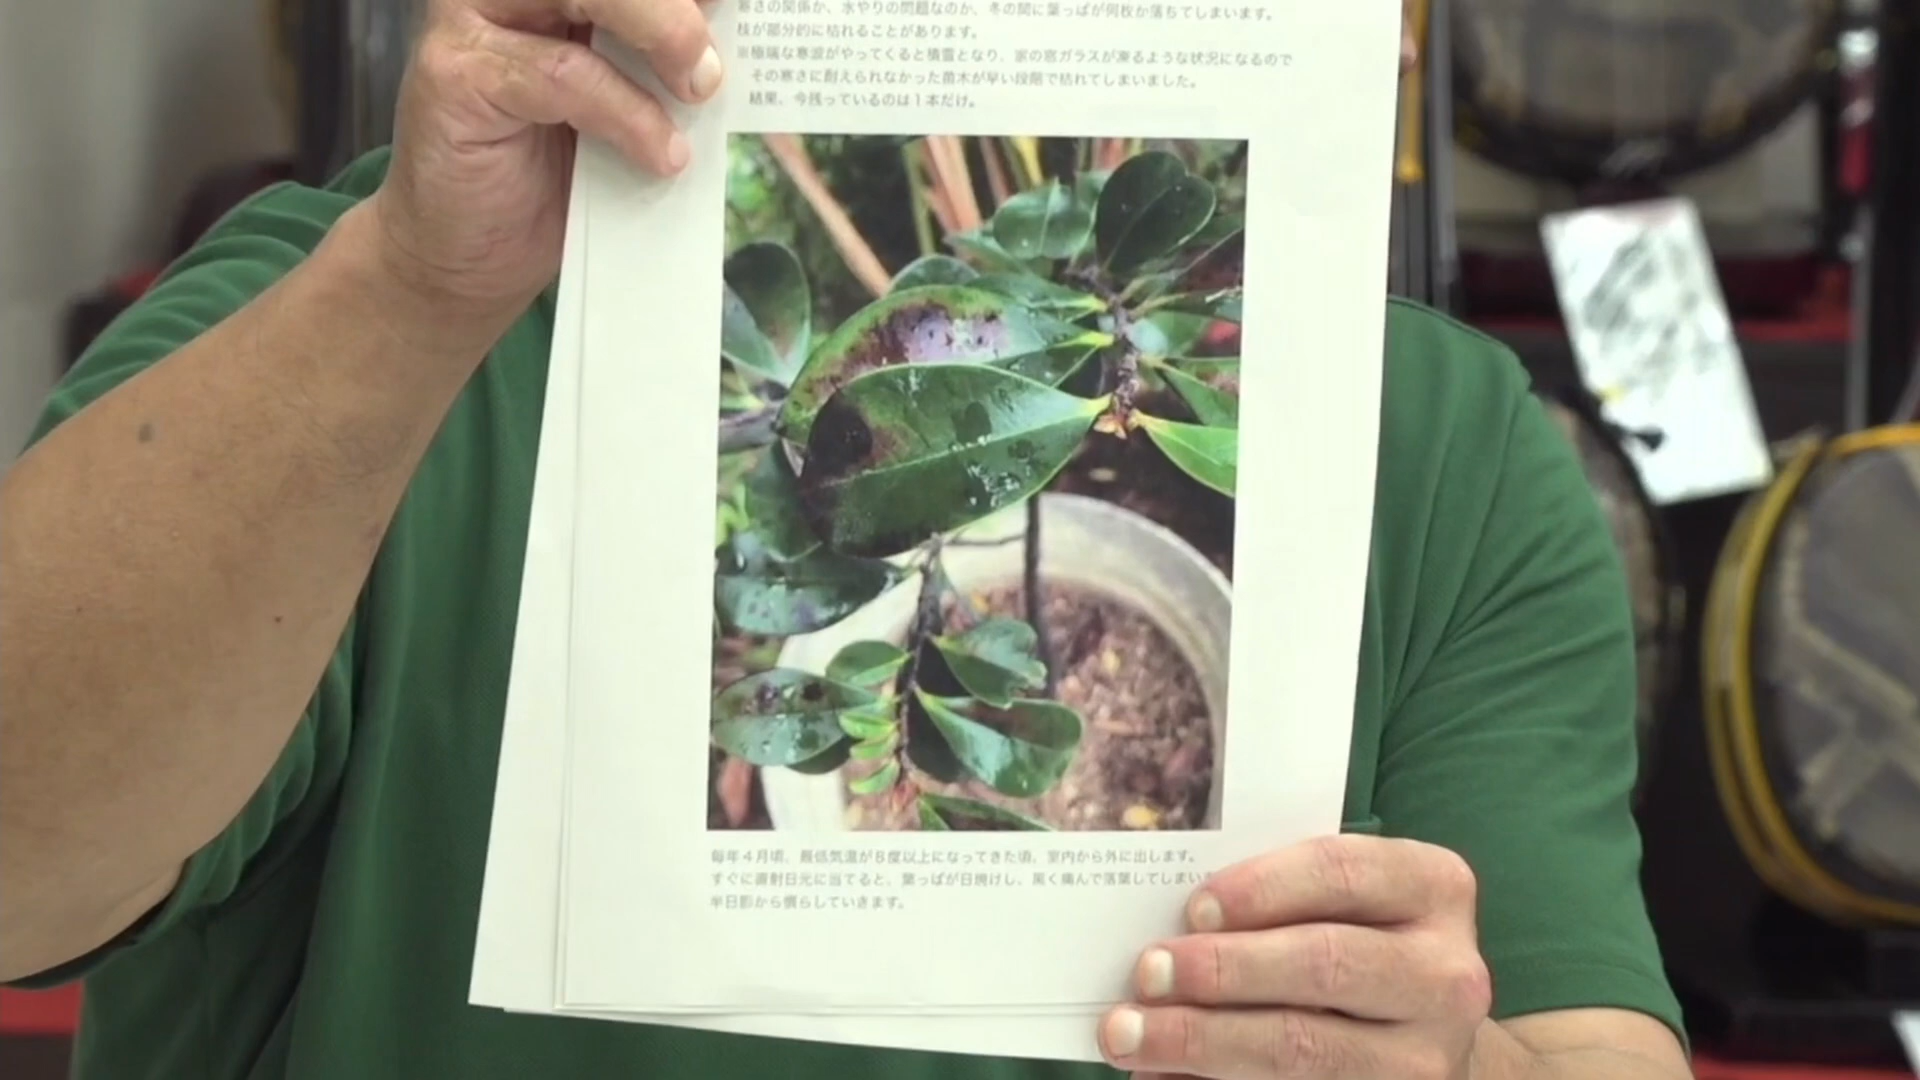 寒さの関係か、水やりの問題なのか、冬の間に葉っぱが何枚か落ちてしまいます。
枝が部分的に枯れることがあります。
※極端な寒波がやってくると積雪となり、家の窓ガラスが凍るような状況になるので
その寒さに耐えられなかった苗木が早い段階で枯れてしまいました。
結果、今残っているのは1本だけ。
毎年4月頃、最低気温が8度以上になってきた頃、室内から外に出します。
すぐに直射日光に当てると、葉っぱが日焼けし、黒く痛んで落葉してしまいま
半日影から慣らしていきます。